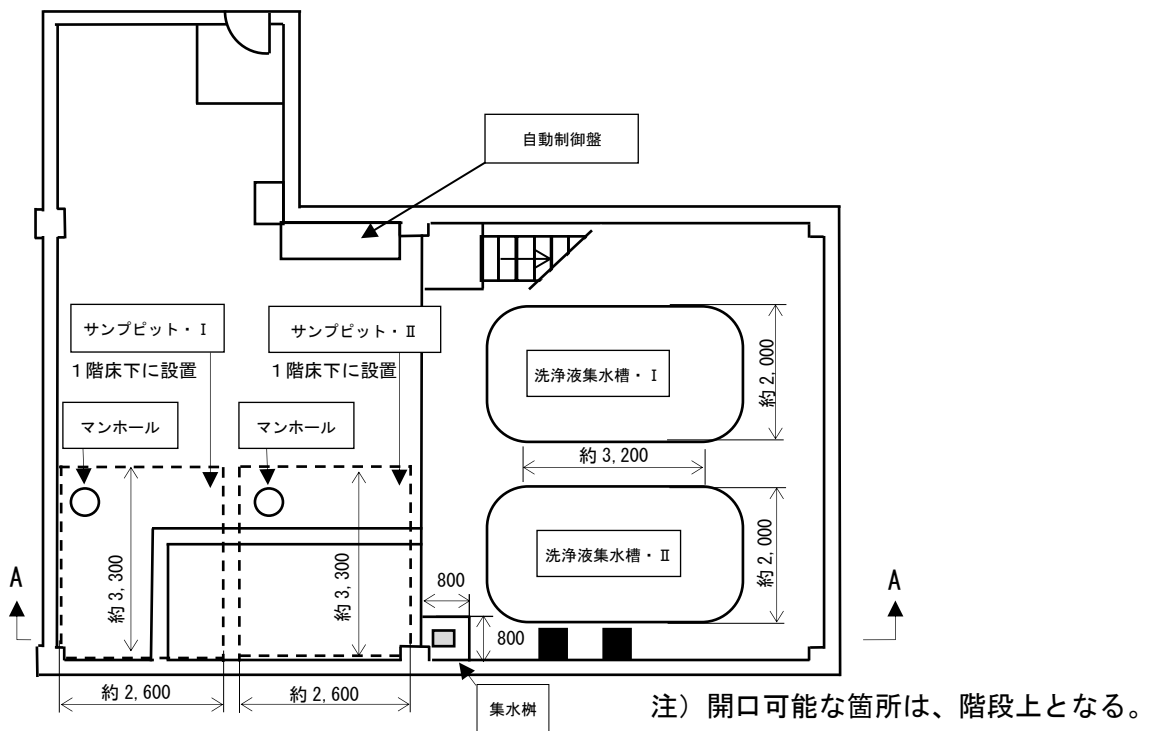 自動制御盤
サンプピット・Ⅰ
1階床下に設置
サンプピット・Ⅱ
1階床下に設置
マンホール
マンホール
洗浄液集水槽・Ⅰ
約2,000
約3,200
洗浄液集水槽・Ⅱ
約2,000
約3,300
約3,300
800
800
A
A
約2,600
約2,600
集水桝
注）開口可能な箇所は、階段上となる。